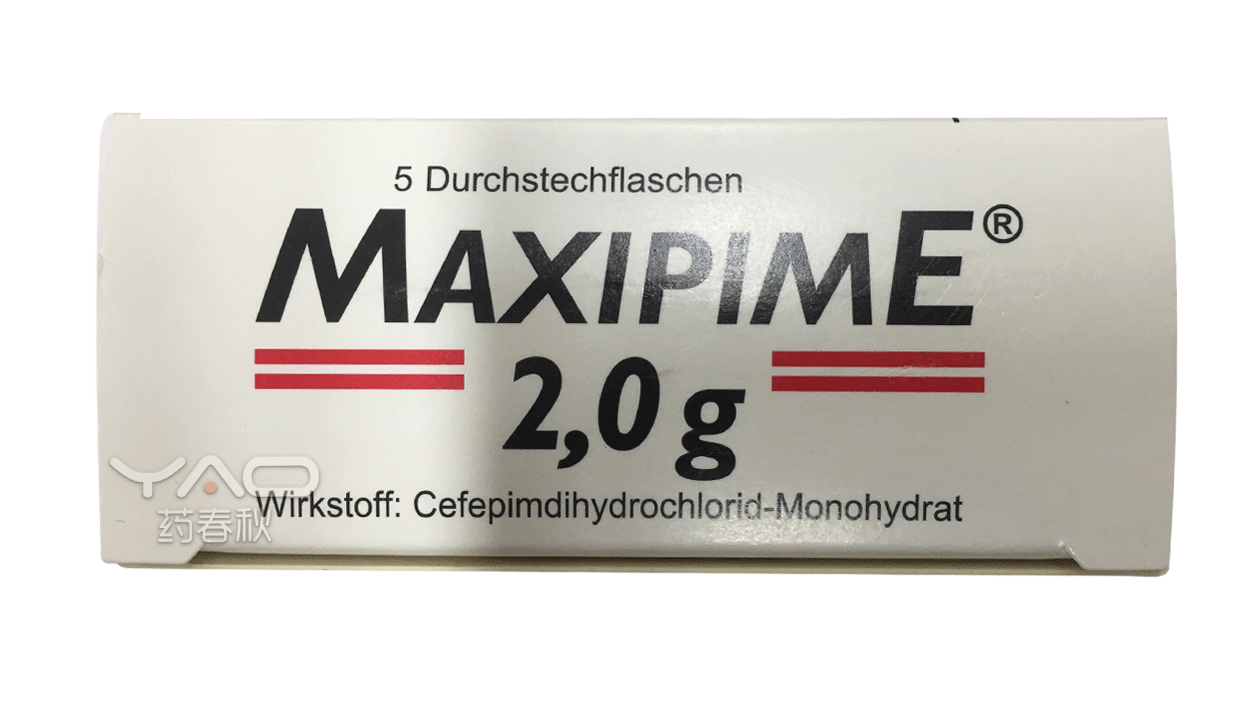 5 Durchstechflaschen
MAXIPIME®
2,0 g
Wirkstoff: Cefepimdihydrochlorid-Monohydrat
YAO
药春秋